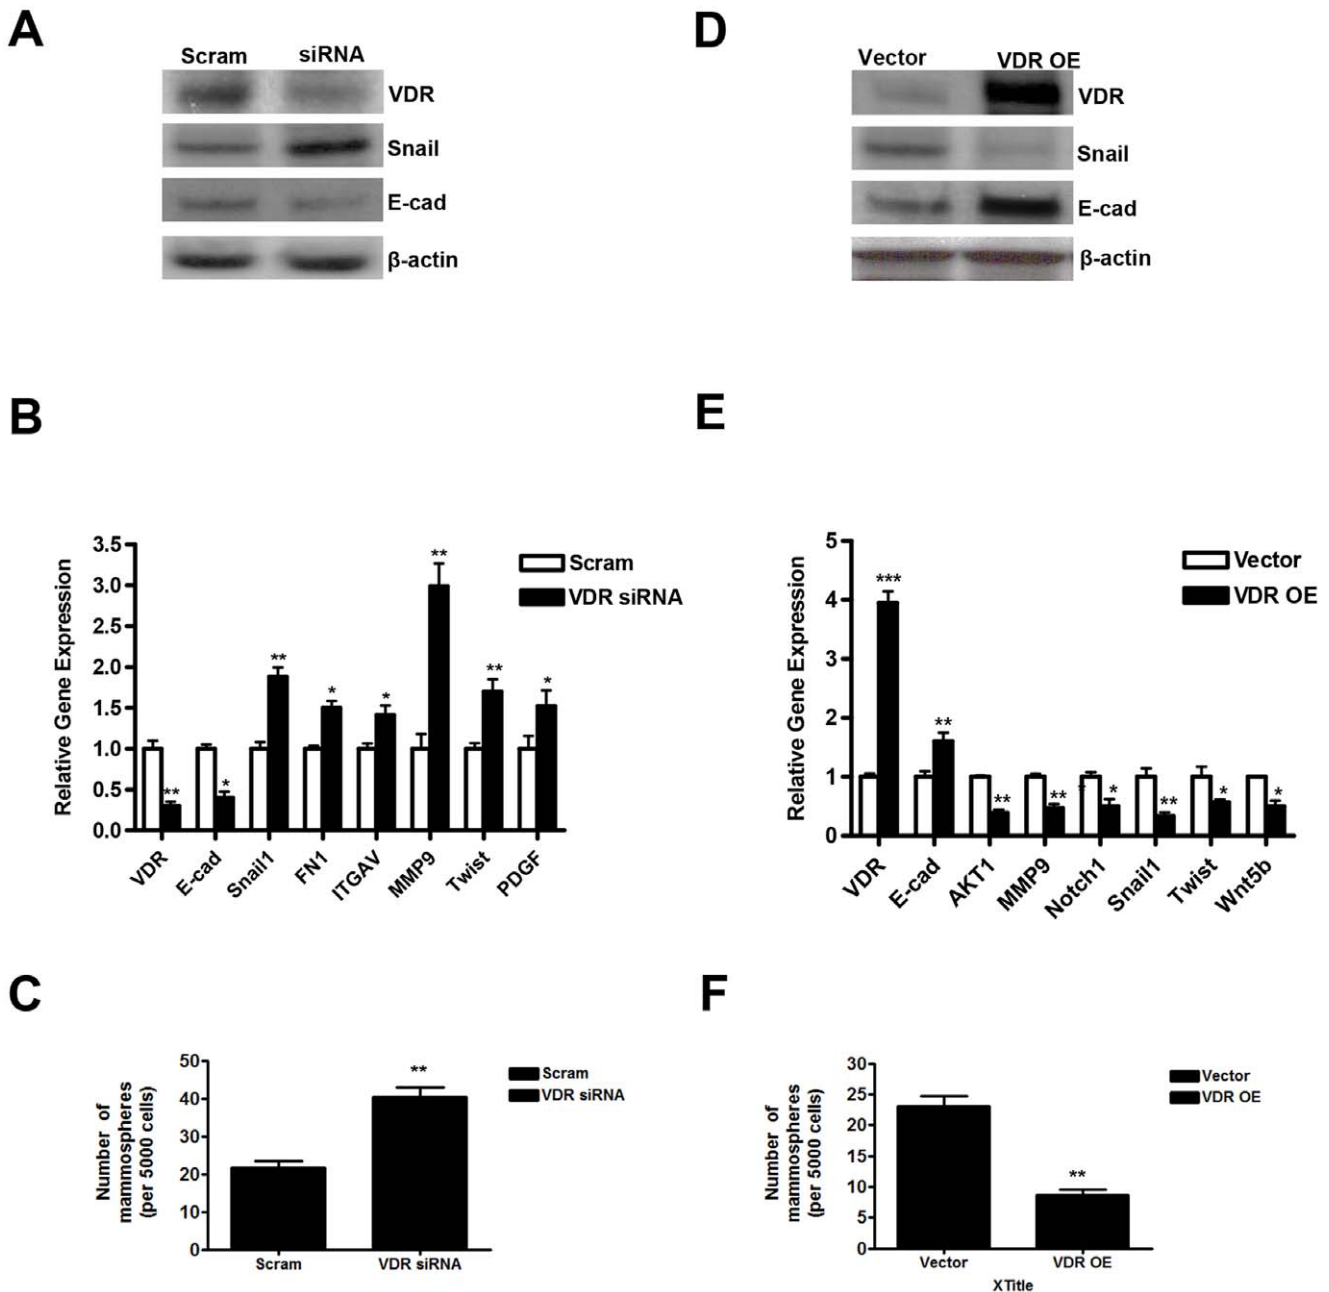 A
Scram siRNA
VDR
Snail
E-cad
β-actin
D
Vector VDR OE
VDR
Snail
E-cad
β-actin
B
Relative Gene Expression
3.5
3.0
2.5
2.0
1.5
1.0
0.5
0.0
** * ** * * ** ** *
VDR E-cad Snail1 FN1 ITGAV MMP9 Twist PDGF
Scram
VDR siRNA
E
Relative Gene Expression
5
4
3
2
1
0
*** ** ** ** * * ** * *
VDR E-cad AKT1 MMP9 Notch1 Snail1 Twist Wnt5b
Vector
VDR OE
C
Number of
mammospheres
(per 5000 cells)
50
40
30
20
10
0
**
Scram VDR siRNA
Scram
VDR siRNA
F
Number of
mammospheres
(per 5000 cells)
30
25
20
15
10
5
0
**
Vector VDR OE
XTitle
Vector
VDR OE